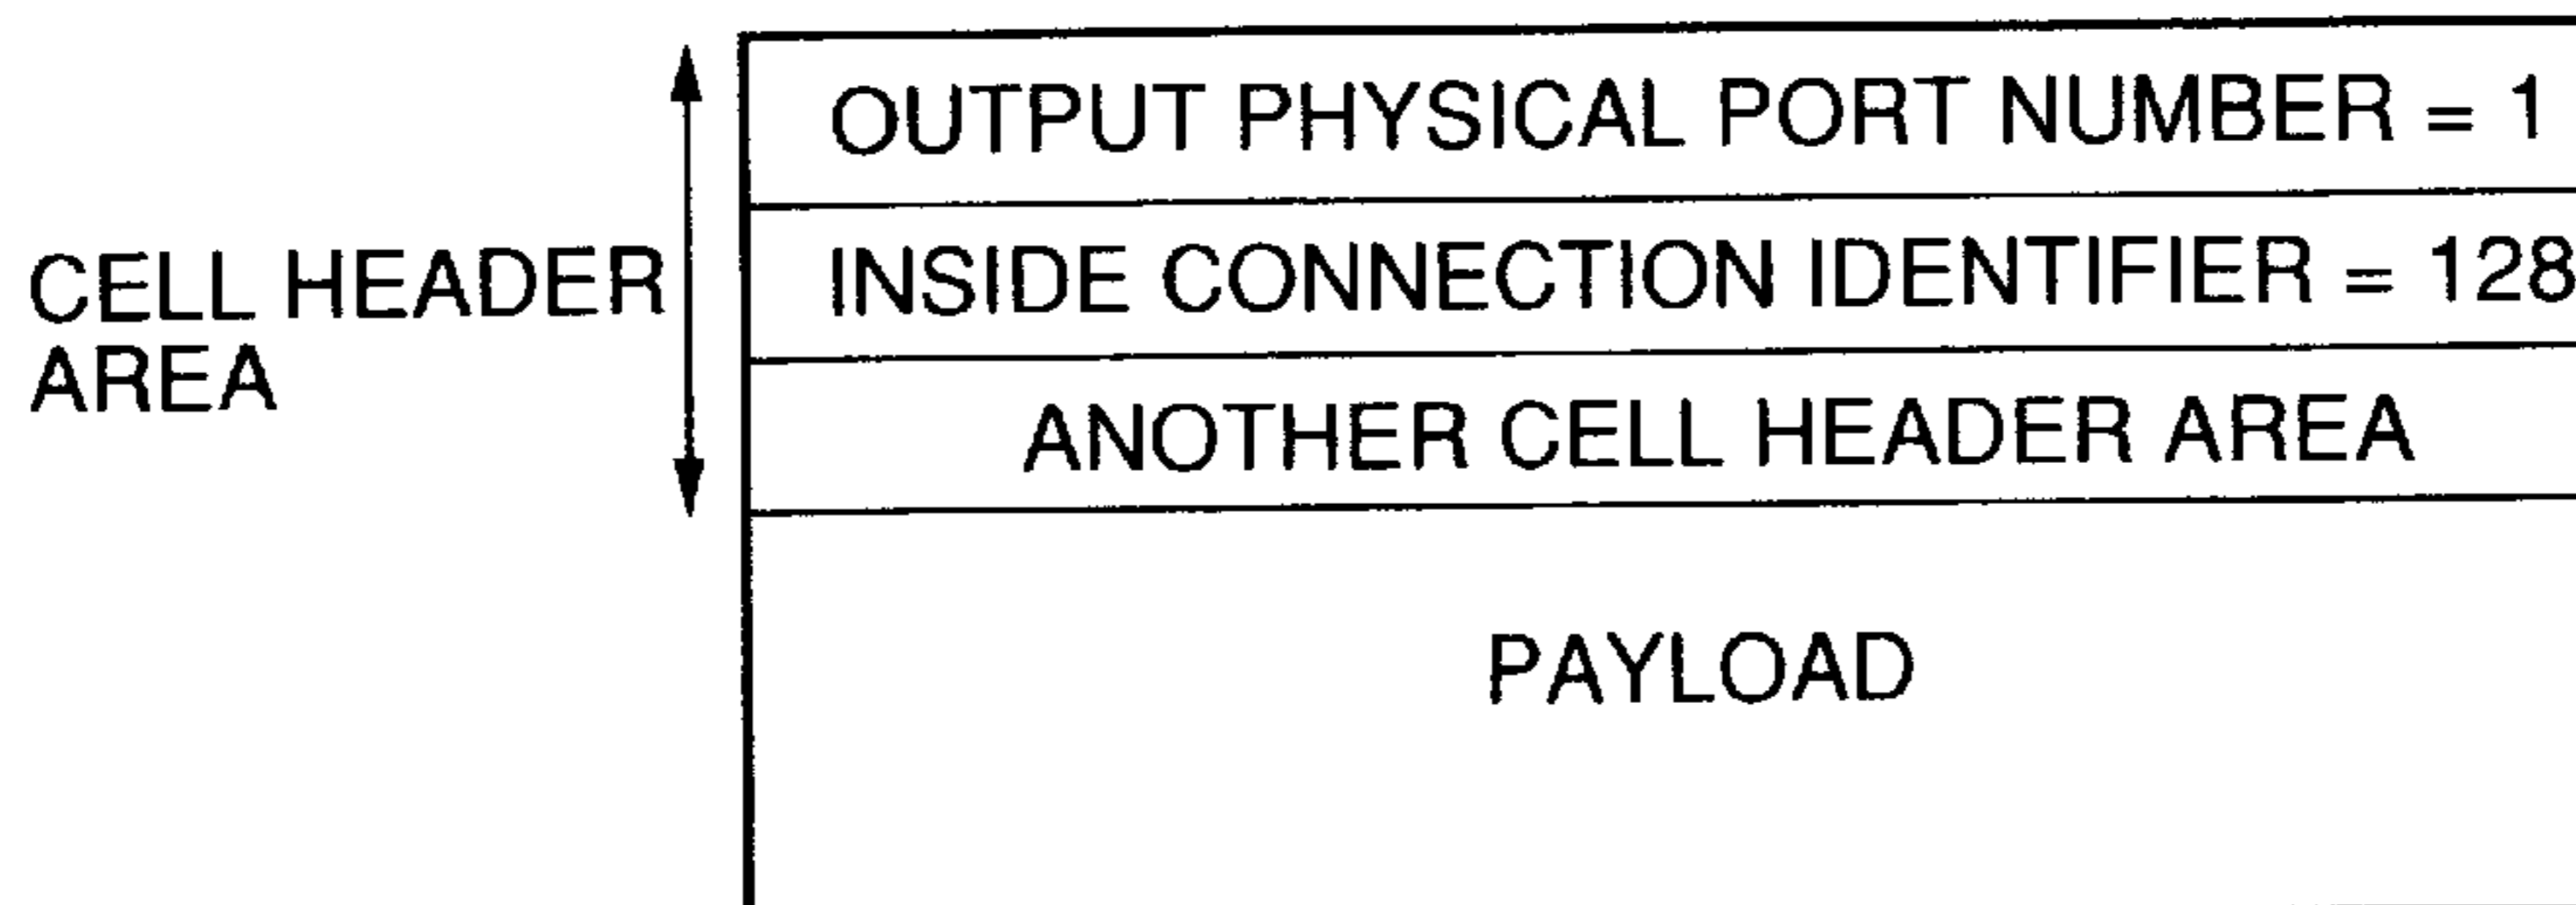 CELL HEADER
AREA
OUTPUT PHYSICAL PORT NUMBER = 1
INSIDE CONNECTION IDENTIFIER = 128
ANOTHER CELL HEADER AREA
PAYLOAD